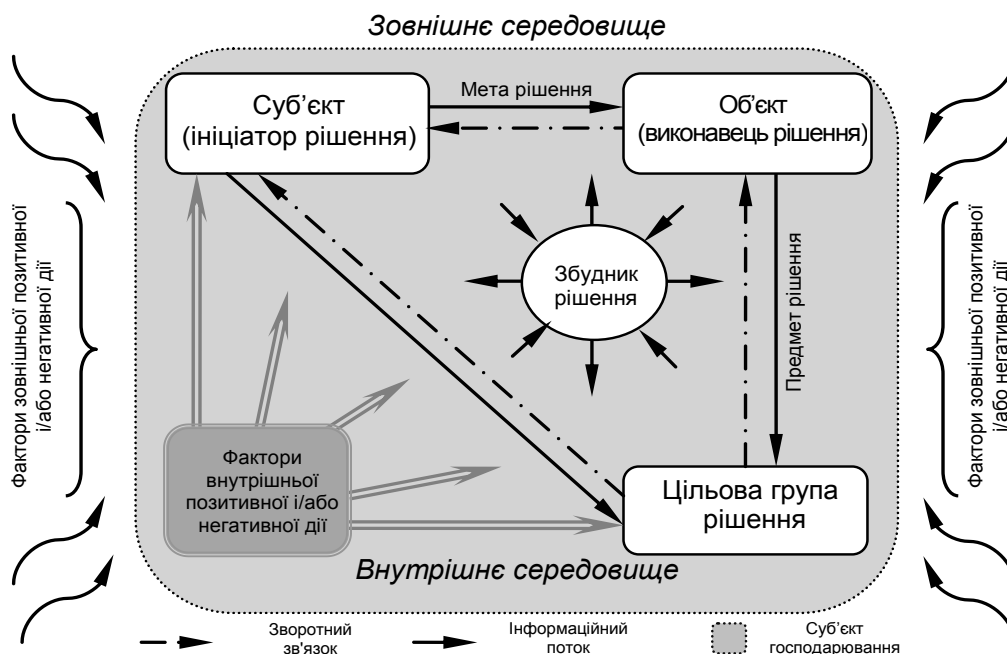 Зовнішнє середовище
Суб’єкт
(ініціатор рішення)
Мета рішення
Об’єкт
(виконавець рішення)
Фактори зовнішньої позитивної
і/або негативної дії
Збудник
рішення
Предмет рішення
Фактори зовнішньої позитивної
і/або негативної дії
Фактори
внутрішньої
позитивної і/або
негативної дії
Цільова група
рішення
Внутрішнє середовище
Зворотний
зв'язок
Інформаційний
поток
Суб’єкт
господарювання